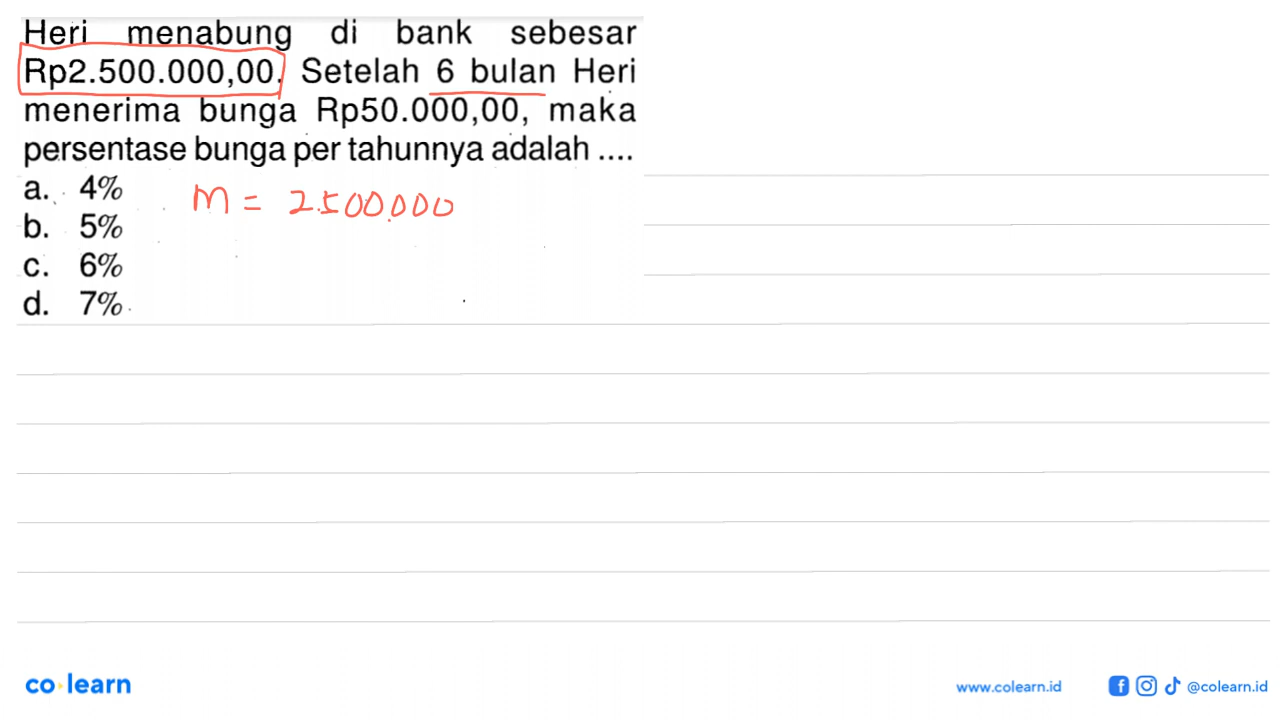 Heri menabung di bank sebesar
Rp2.500.000,00. Setelah 6 bulan Heri
menerima bunga Rp50.000,00, maka
persentase bunga per tahunnya adalah ....
a. 4%
M = 2.500.000
b. 5%
c. 6%
d. 7%
co learn
www.colearn.id
@colearn.id